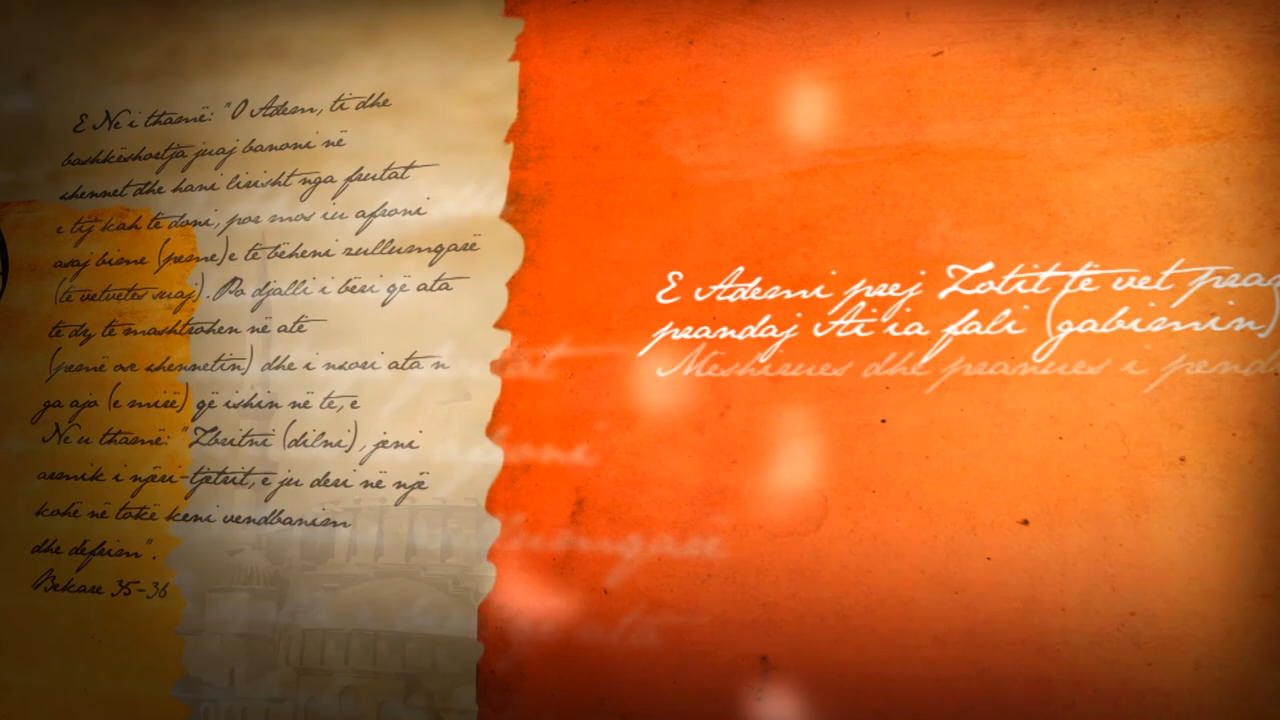 E Ne i thamë: "O Adem, ti dhe
bashkëshortja juaj banoni në
xhennet dhe hani lirisht nga frutat
e tij kah të doni, por mos iu afroni
asaj bime (peme) e të bëheni zullumqarë
(të vetvetes suaj). Po djalli i bëri që ata
të dy të mashtrohen në atë
(pemë ose xhennetin) dhe i nxori ata n
ga ajo (e mirë) që ishin në te, e
Ne u thamë: "Zbritni (dilni), jeni
armik i njëri-tjetrit, e ju deri në një
kohë në tokë keni vendbanim
dhe dëfrim".
Bekare 35-36
E Ademi prej Zotit të vet
prandaj Ai ia fali (gabimin)
Mëshirues dhe pranues i